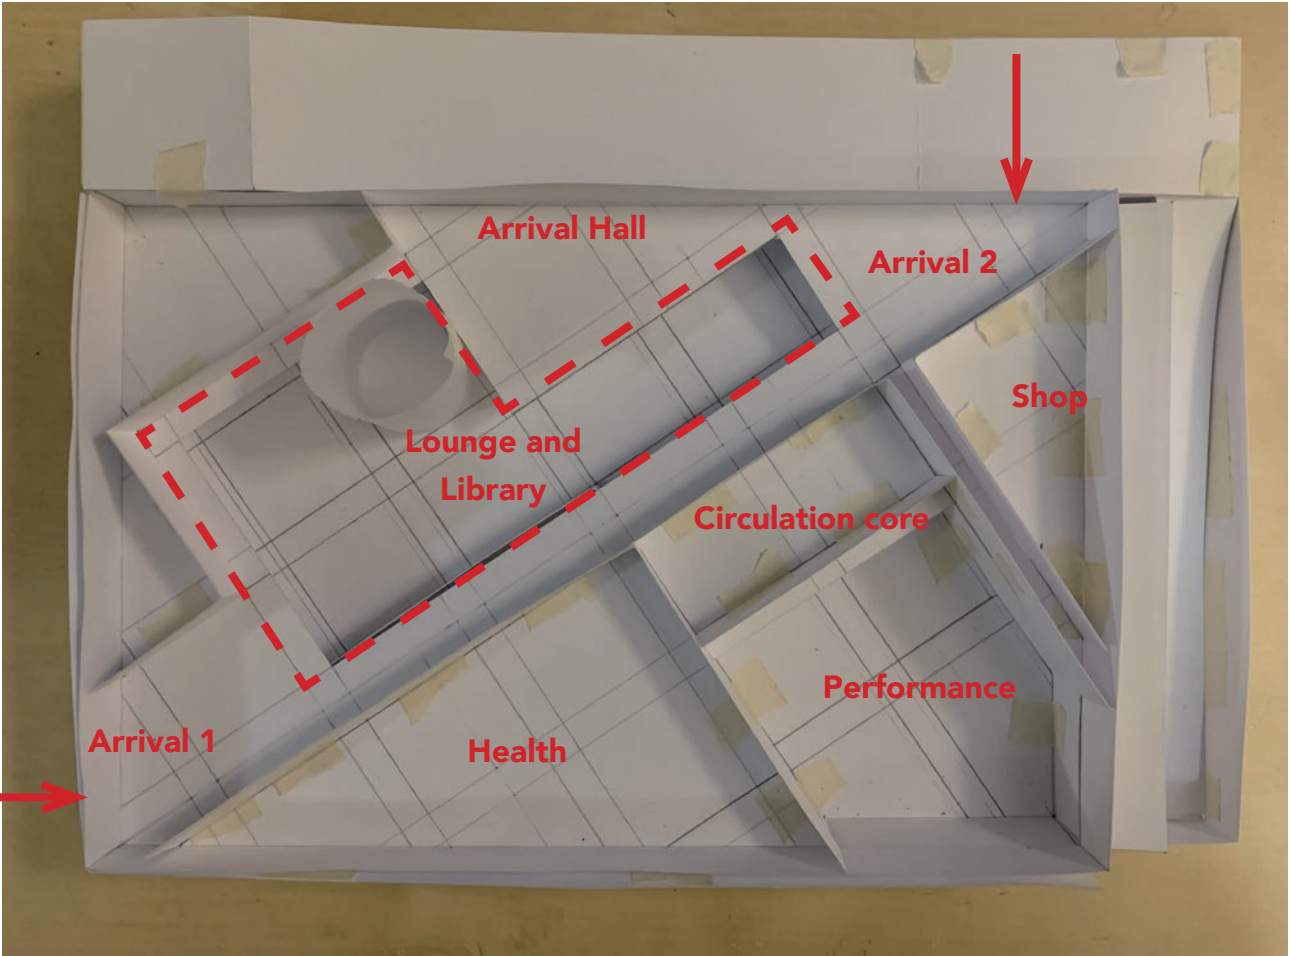 Arrival Hall
Arrival 2
Shop
Lounge and
Library
Circulation core
Performance
Arrival 1
Health